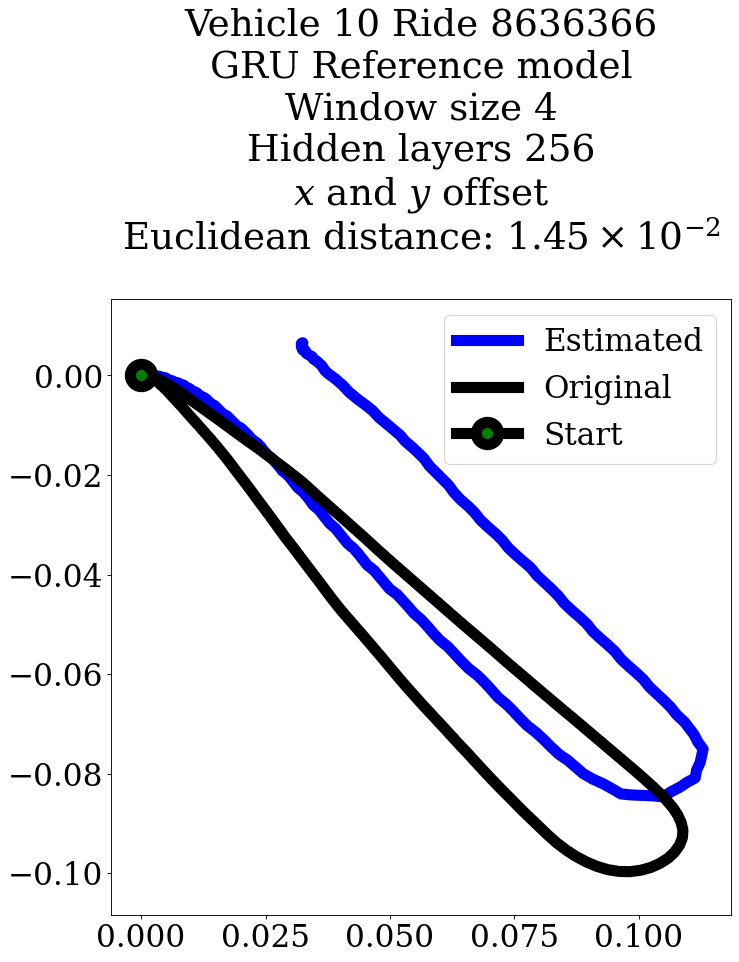 Vehicle 10 Ride 8636366
GRU Reference model
Window size 4
Hidden layers 256
x and y offset
Euclidean distance: 1.45 × 10⁻²
Estimated
Original
Start
0.00
−0.02
−0.04
−0.06
−0.08
−0.10
0.000 0.025 0.050 0.075 0.100